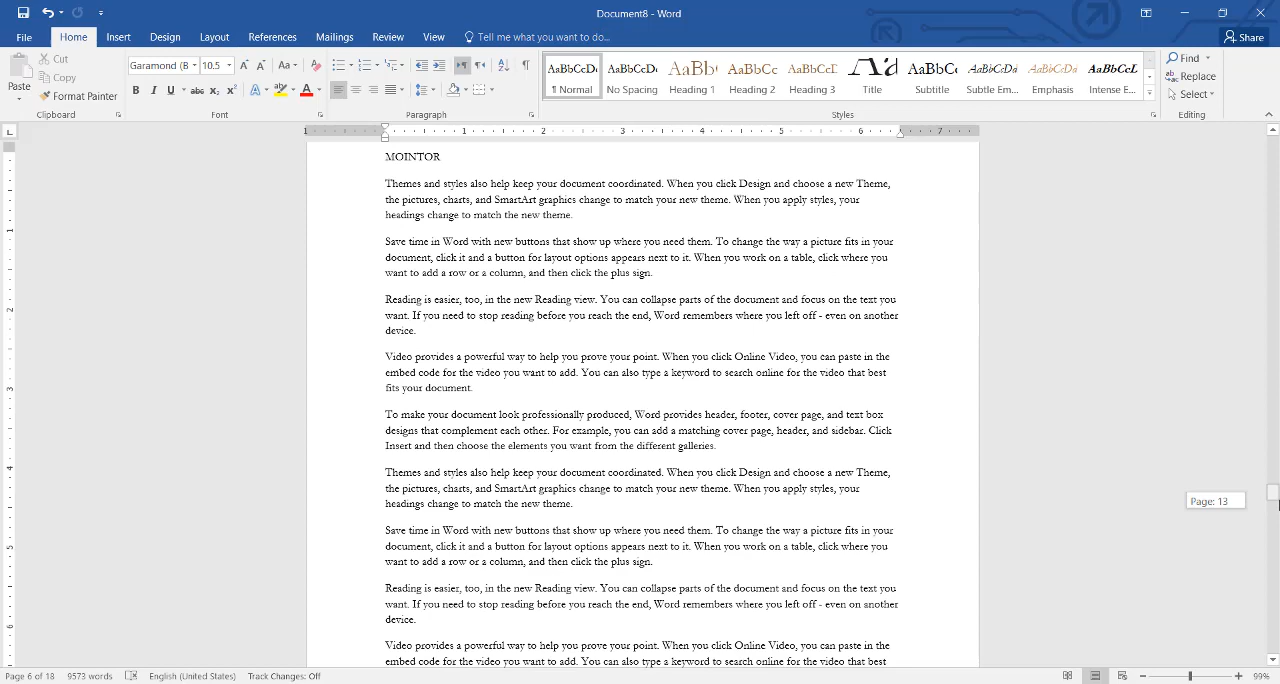 Document8 - Word
File Home Insert Design Layout References Mailings Review View Tell me what you want to do... Share
Paste Cut Copy Format Painter
Garamond (B 10.5
AaBbCcDc AaBbCcDc AaBbC AaBbCc AaBbCcD AaBbCc AaBbCcDa AaBbCcDa AaBbCcL
¶ Normal No Spacing Heading 1 Heading 2 Heading 3 Title Subtitle Subtle Em... Emphasis Intense E...
Find
Replace
Select
Clipboard Font Paragraph Styles Editing
1 1 2 3 4 5 6 7
MOINTOR
Themes and styles also help keep your document coordinated. When you click Design and choose a new Theme,
the pictures, charts, and SmartArt graphics change to match your new theme. When you apply styles, your
headings change to match the new theme.
Save time in Word with new buttons that show up where you need them. To change the way a picture fits in your
document, click it and a button for layout options appears next to it. When you work on a table, click where you
want to add a row or a column, and then click the plus sign.
Reading is easier, too, in the new Reading view. You can collapse parts of the document and focus on the text you
want. If you need to stop reading before you reach the end, Word remembers where you left off - even on another
device.
Video provides a powerful way to help you prove your point. When you click Online Video, you can paste in the
embed code for the video you want to add. You can also type a keyword to search online for the video that best
fits your document.
To make your document look professionally produced, Word provides header, footer, cover page, and text box
designs that complement each other. For example, you can add a matching cover page, header, and sidebar. Click
Insert and then choose the elements you want from the different galleries.
Themes and styles also help keep your document coordinated. When you click Design and choose a new Theme,
the pictures, charts, and SmartArt graphics change to match your new theme. When you apply styles, your
headings change to match the new theme.
Page: 13
Save time in Word with new buttons that show up where you need them. To change the way a picture fits in your
document, click it and a button for layout options appears next to it. When you work on a table, click where you
want to add a row or a column, and then click the plus sign.
Reading is easier, too, in the new Reading view. You can collapse parts of the document and focus on the text you
want. If you need to stop reading before you reach the end, Word remembers where you left off - even on another
device.
Video provides a powerful way to help you prove your point. When you click Online Video, you can paste in the
embed code for the video you want to add. You can also type a keyword to search online for the video that best
Page 6 of 18 9573 words English (United States) Track Changes: Off 99%